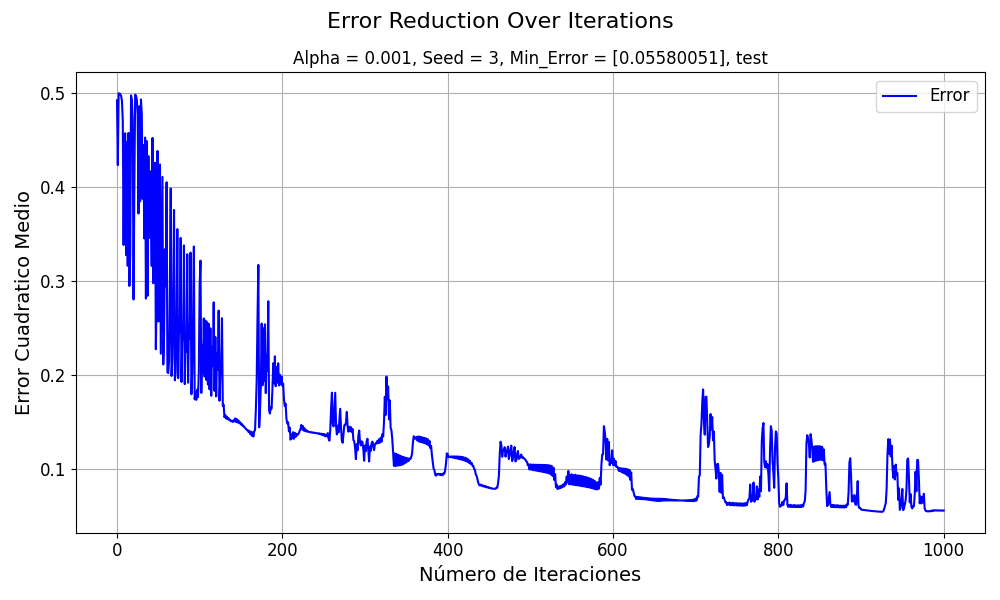 Error Reduction Over Iterations
Alpha = 0.001, Seed = 3, Min_Error = [0.05580051], test
Error
0.5
0.4
0.3
0.2
0.1
Error Cuadratico Medio
0 200 400 600 800 1000
Número de Iteraciones